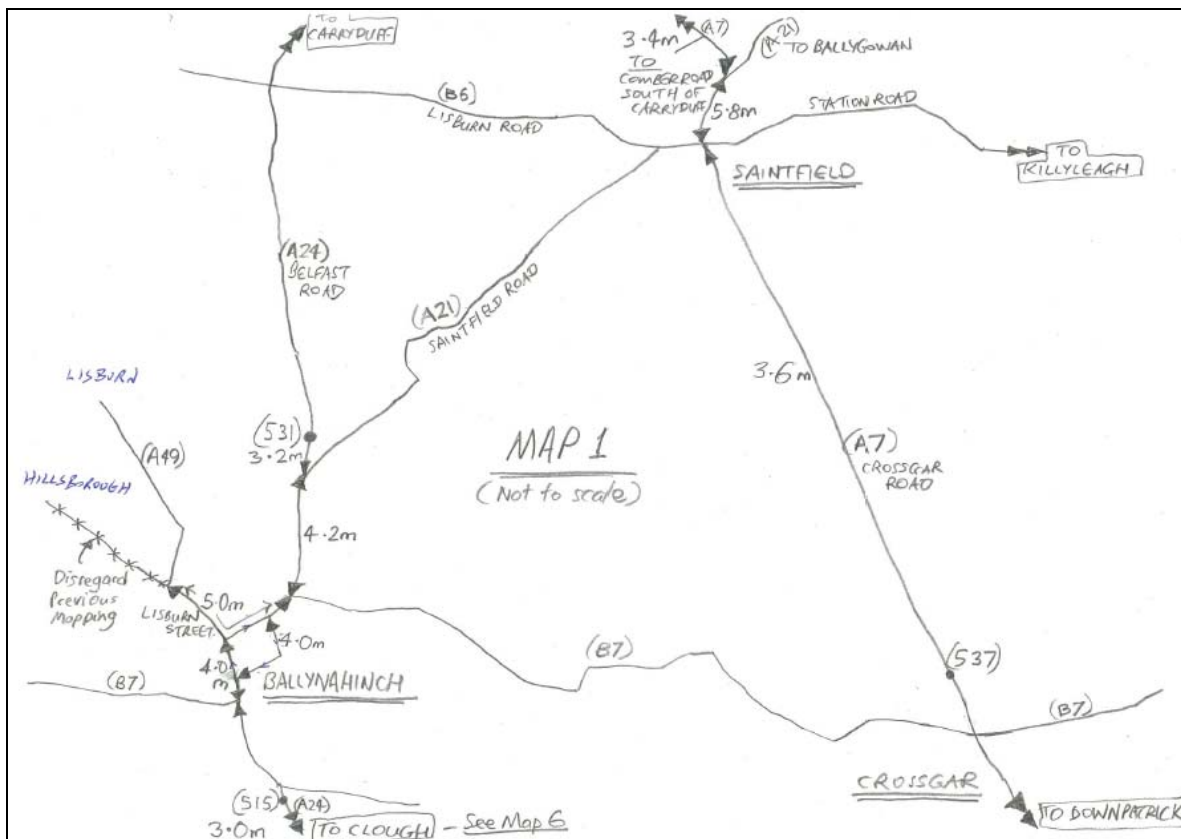 TO
CARRYDUFF
(A7)
3.4m
TO
COMBER ROAD
SOUTH OF
CARRYDUFF
(A21) TO BALLYGOWAN
5.8m
STATION ROAD
(B6)
LISBURN ROAD
SAINTFIELD
TO
KILLYLEAGH
(A24)
BELFAST
ROAD
(A21)
SAINTFIELD ROAD
3.6m
LISBURN
(A49)
(531)
3.2m
MAP 1
(Not to scale)
(A7)
CROSSGAR
ROAD
HILLSBOROUGH
4.2m
Disregard
Previous
Mapping
5.0m
LISBURN
STREET
4.0m
4.0
m
(B7)
BALLYNAHINCH
(B7)
(537)
(B7)
CROSSGAR
(515)
(A24)
3.0m
TO CLOUGH - See Map 6
TO DOWNPATRICK